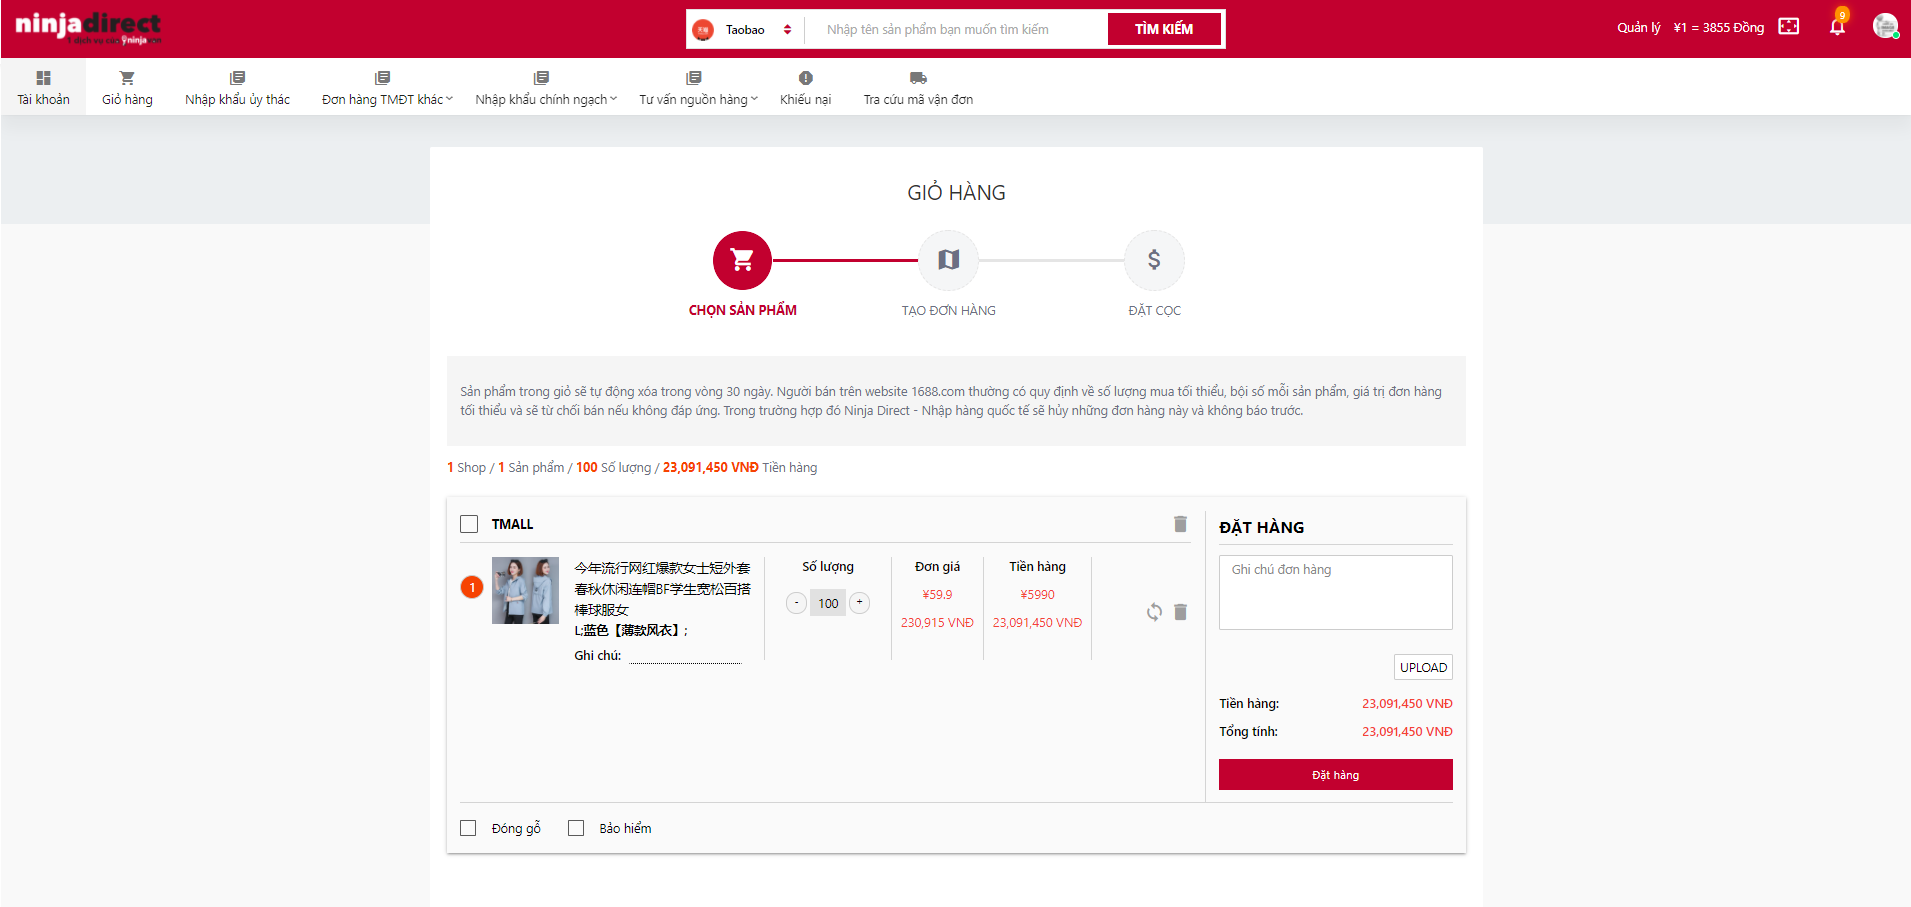 ninjadirect
1 dịch vụ của ninjavan
Taobao
Nhập tên sản phẩm bạn muốn tìm kiếm
TÌM KIẾM
Quản lý
¥1 = 3855 Đồng
9
Tài khoản
Giỏ hàng
Nhập khẩu ủy thác
Đơn hàng TMĐT khác
Nhập khẩu chính ngạch
Tư vấn nguồn hàng
Khiếu nại
Tra cứu mã vận đơn
GIỎ HÀNG
CHỌN SẢN PHẨM
TẠO ĐƠN HÀNG
ĐẶT CỌC
Sản phẩm trong giỏ sẽ tự động xóa trong vòng 30 ngày. Người bán trên website 1688.com thường có quy định về số lượng mua tối thiểu, bội số mỗi sản phẩm, giá trị đơn hàng
tối thiểu và sẽ từ chối bán nếu không đáp ứng. Trong trường hợp đó Ninja Direct - Nhập hàng quốc tế sẽ hủy những đơn hàng này và không báo trước.
1 Shop / 1 Sản phẩm / 100 Số lượng / 23,091,450 VNĐ Tiền hàng
TMALL
1
今年流行网红爆款女士短外套
春秋休闲连帽BF学生宽松百搭
棒球服女
L;蓝色【薄款风衣】;
Ghi chú:
Số lượng
- 100 +
Đơn giá
¥59.9
230,915 VNĐ
Tiền hàng
¥5990
23,091,450 VNĐ
ĐẶT HÀNG
Ghi chú đơn hàng
UPLOAD
Tiền hàng: 23,091,450 VNĐ
Tổng tính: 23,091,450 VNĐ
Đặt hàng
Đóng gỗ
Bảo hiểm